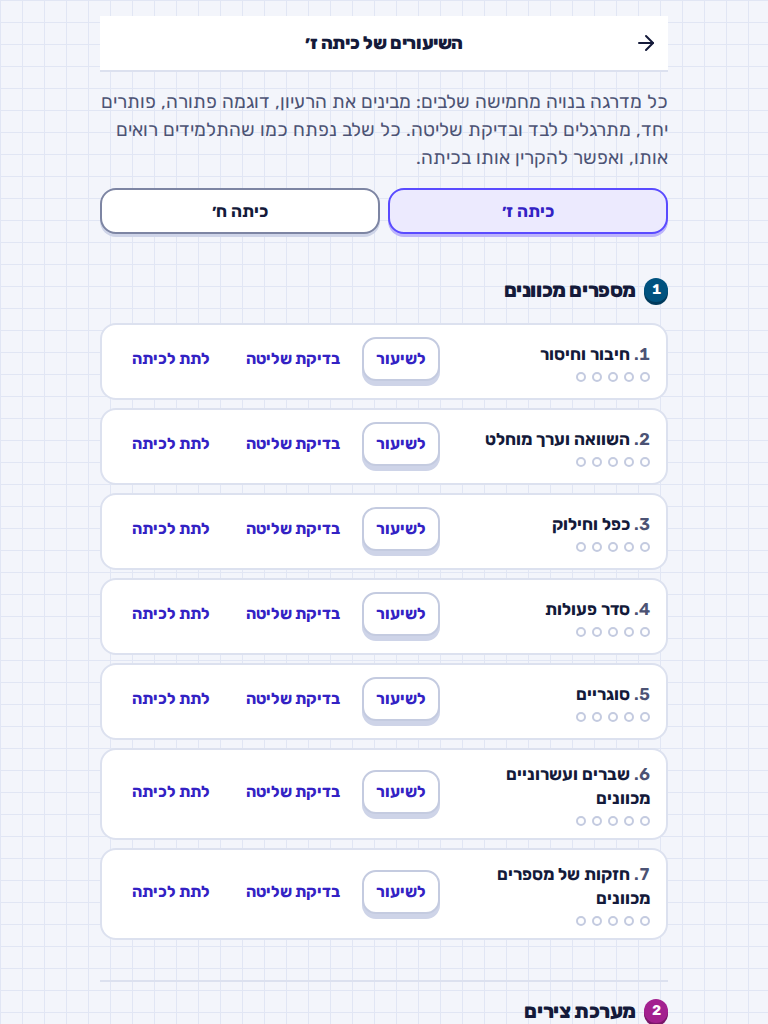 השיעורים של כיתה ז׳
כל מדרגה בנויה מחמישה שלבים: מבינים את הרעיון, דוגמה פתורה, פותרים
יחד, מתרגלים לבד ובדיקת שליטה. כל שלב נפתח כמו שהתלמידים רואים
אותו, ואפשר להקרין אותו בכיתה.
כיתה ז׳
כיתה ח׳
1 מספרים מכוונים
1. חיבור וחיסור
לשיעור בדיקת שליטה לתת לכיתה
2. השוואה וערך מוחלט
לשיעור בדיקת שליטה לתת לכיתה
3. כפל וחילוק
לשיעור בדיקת שליטה לתת לכיתה
4. סדר פעולות
לשיעור בדיקת שליטה לתת לכיתה
5. סוגריים
לשיעור בדיקת שליטה לתת לכיתה
6. שברים ועשרוניים
מכוונים
לשיעור בדיקת שליטה לתת לכיתה
7. חזקות של מספרים
מכוונים
לשיעור בדיקת שליטה לתת לכיתה
2 מערכת צירים